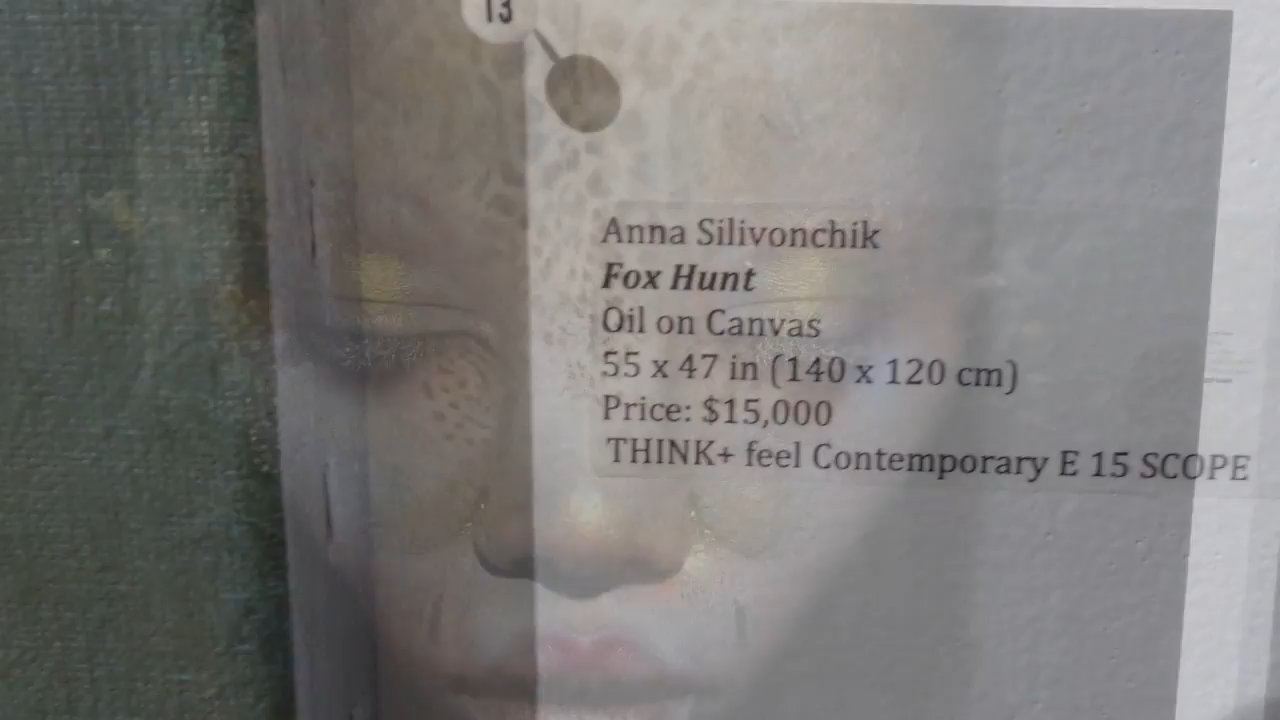 13
Anna Silivonchik
Fox Hunt
Oil on Canvas
55 x 47 in (140 x 120 cm)
Price: $15,000
THINK+ feel Contemporary E 15 SCOPE